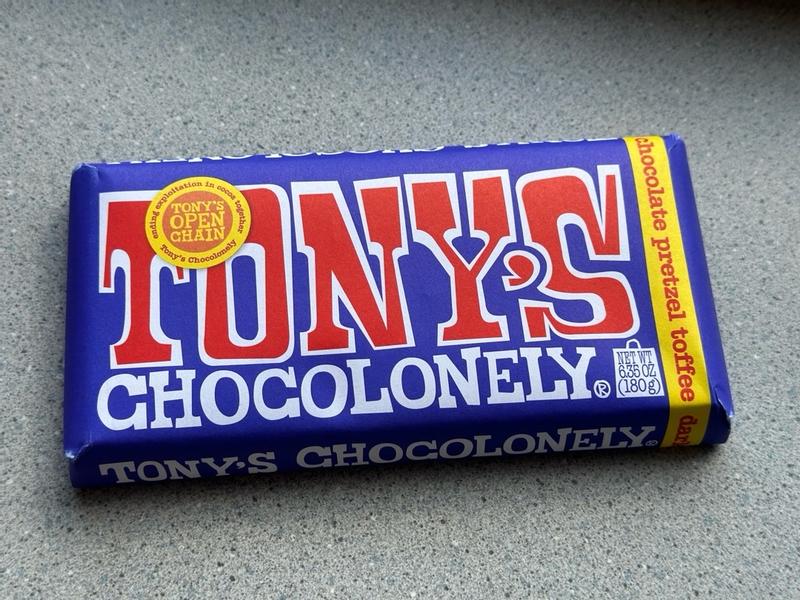 ending exploitation in cocoa together
TONY'S
OPEN
CHAIN
Tony's Chocolonely
TONY'S
CHOCOLONELY®
NET WT
6.35 OZ
(180g)
chocolate pretzel toffee
TONY'S CHOCOLONELY®